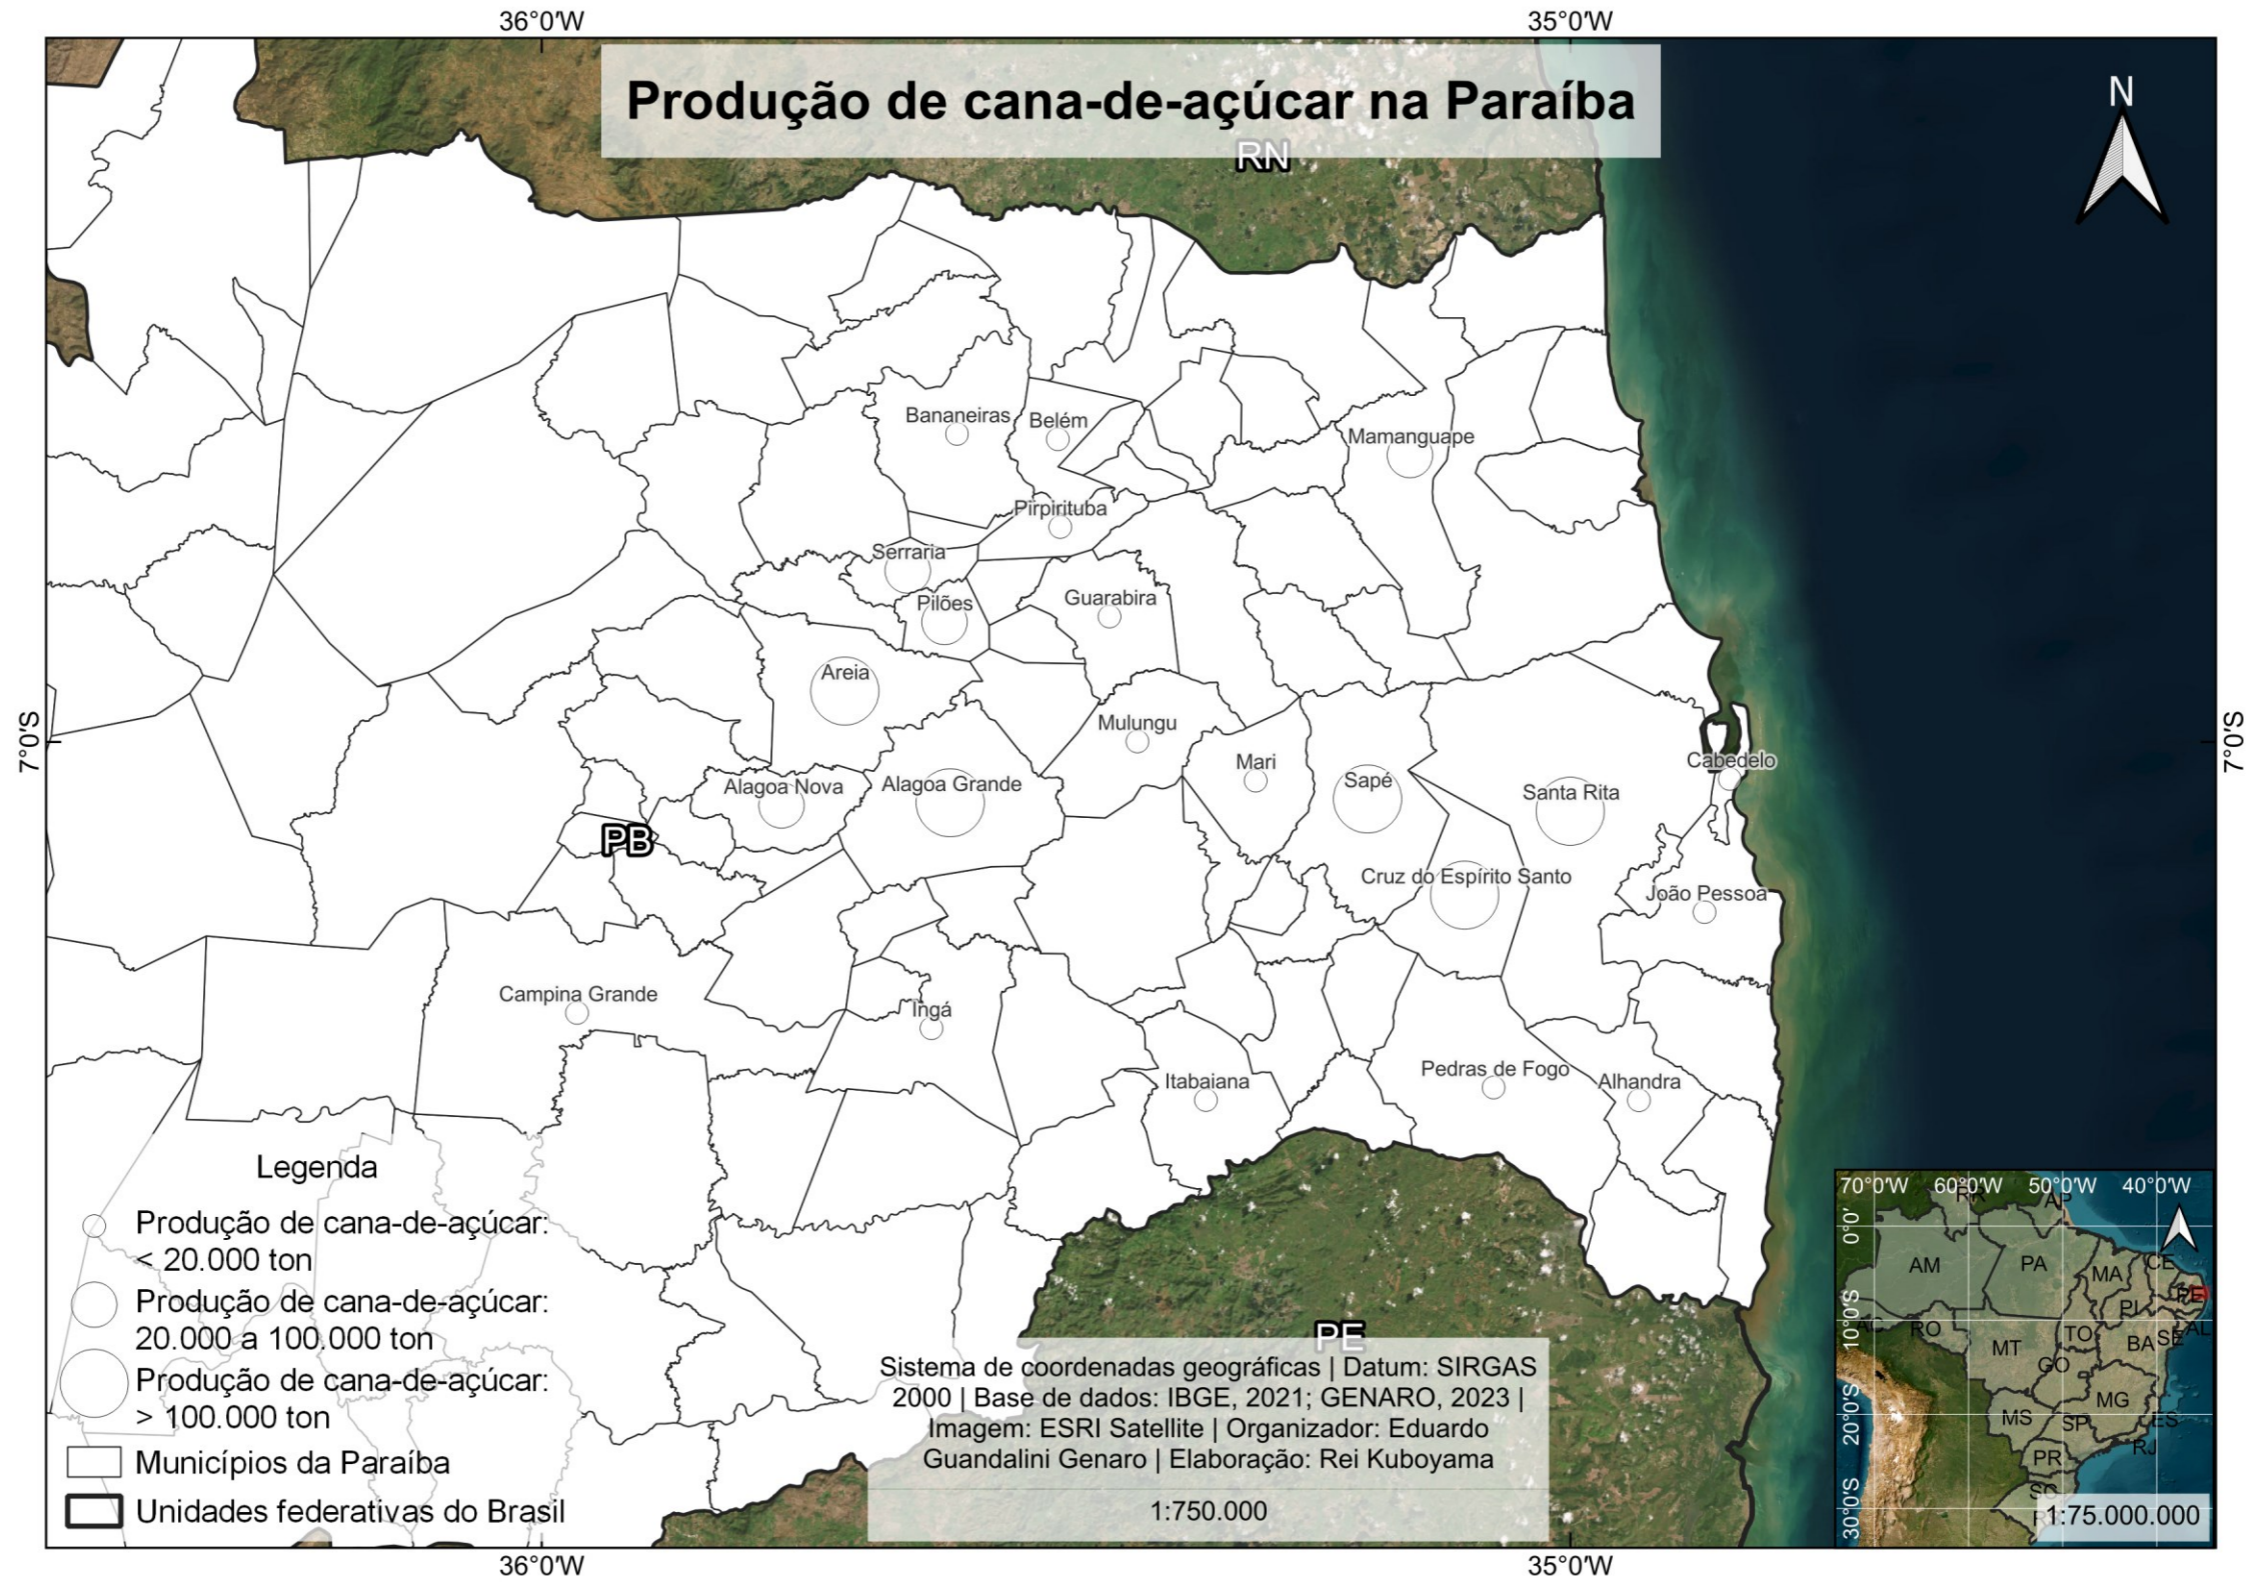 36°0'W
35°0'W
Produção de cana-de-açúcar na Paraíba
N
RN
Bananeiras
Belém
Mamanguape
Pirpirituba
Serraria
Guarabira
Pilões
Areia
Mulungu
7°0'S
7°0'S
Cabedelo
Mari
Sapé
Alagoa Nova
Alagoa Grande
Santa Rita
PB
Cruz do Espírito Santo
João Pessoa
Campina Grande
Ingá
Pedras de Fogo
Itabaiana
Alhandra
Legenda
Produção de cana-de-açúcar:
< 20.000 ton
Produção de cana-de-açúcar:
20.000 a 100.000 ton
Produção de cana-de-açúcar:
> 100.000 ton
Municípios da Paraíba
Unidades federativas do Brasil
PE
Sistema de coordenadas geográficas | Datum: SIRGAS
2000 | Base de dados: IBGE, 2021; GENARO, 2023 |
Imagem: ESRI Satellite | Organizador: Eduardo
Guandalini Genaro | Elaboração: Rei Kuboyama
1:750.000
70°0'W 60°0'W 50°0'W 40°0'W
RR
AP
0°0'
AM
PA
MA
CE
PE
PI
10°0'S
AC
RO
TO
BA
SE
AL
MT
GO
MG
20°0'S
MS
SP
ES
RJ
PR
SC
30°0'S
1:75.000.000
36°0'W
35°0'W